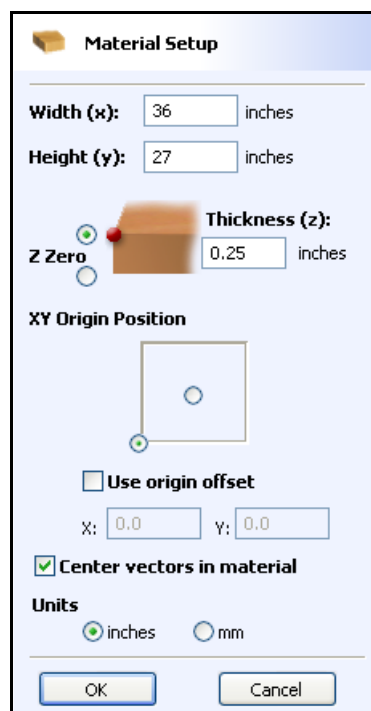 Material Setup
Width (x): 36 inches
Height (y): 27 inches
Thickness (z):
Z Zero 0.25 inches
XY Origin Position
Use origin offset
X: 0.0 Y: 0.0
Center vectors in material
Units
inches mm
OK Cancel